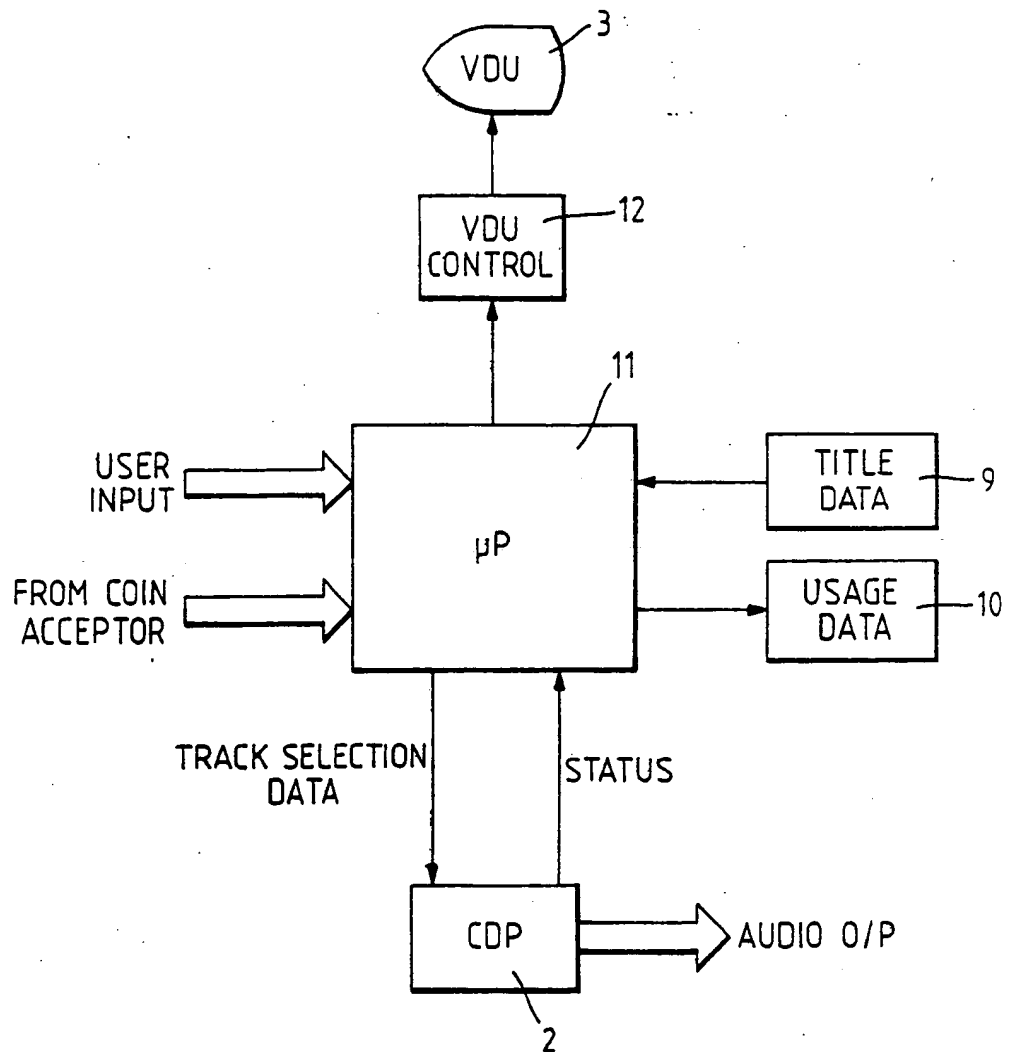 3
VDU
12
VDU
CONTROL
11
USER
INPUT
TITLE
DATA
9
µP
FROM COIN
ACCEPTOR
USAGE
DATA
10
TRACK SELECTION
DATA
STATUS
CDP
AUDIO O/P
2